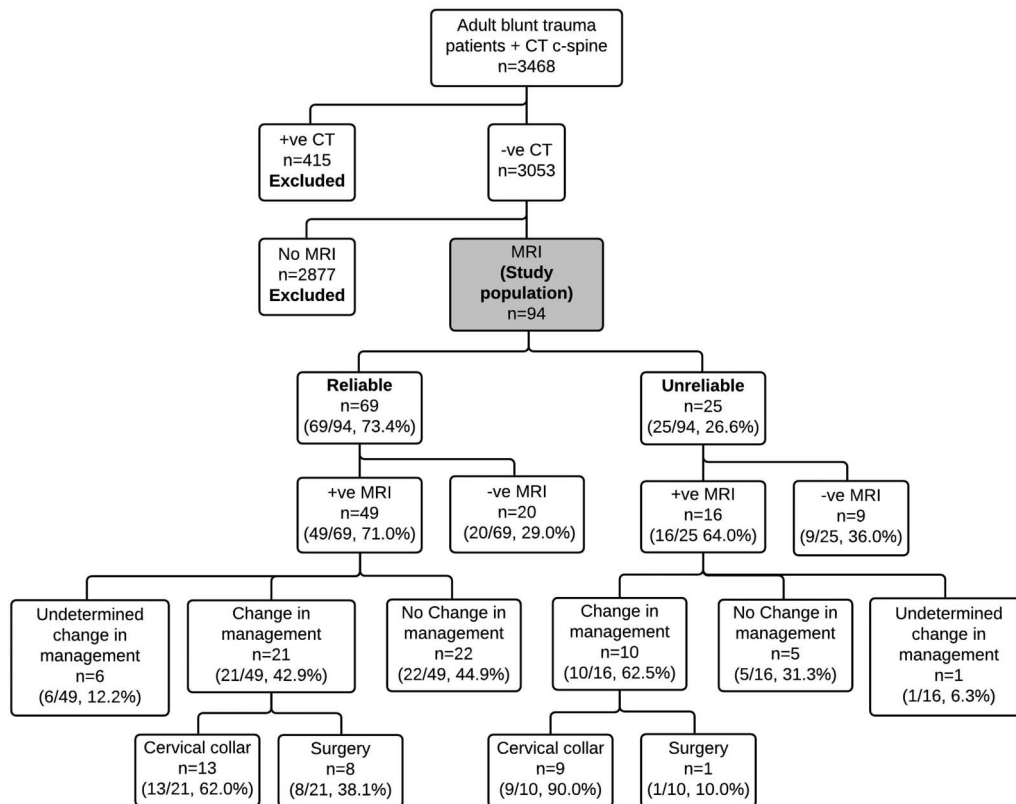 Adult blunt trauma
patients + CT c-spine
n=3468
+ve CT
n=415
Excluded
-ve CT
n=3053
No MRI
n=2877
Excluded
MRI
(Study
population)
n=94
Reliable
n=69
(69/94, 73.4%)
Unreliable
n=25
(25/94, 26.6%)
+ve MRI
n=49
(49/69, 71.0%)
-ve MRI
n=20
(20/69, 29.0%)
+ve MRI
n=16
(16/25 64.0%)
-ve MRI
n=9
(9/25, 36.0%)
Undetermined
change in
management
n=6
(6/49, 12.2%)
Change in
management
n=21
(21/49, 42.9%)
No Change in
management
n=22
(22/49, 44.9%)
Change in
management
n=10
(10/16, 62.5%)
No Change in
management
n=5
(5/16, 31.3%)
Undetermined
change in
management
n=1
(1/16, 6.3%)
Cervical collar
n=13
(13/21, 62.0%)
Surgery
n=8
(8/21, 38.1%)
Cervical collar
n=9
(9/10, 90.0%)
Surgery
n=1
(1/10, 10.0%)